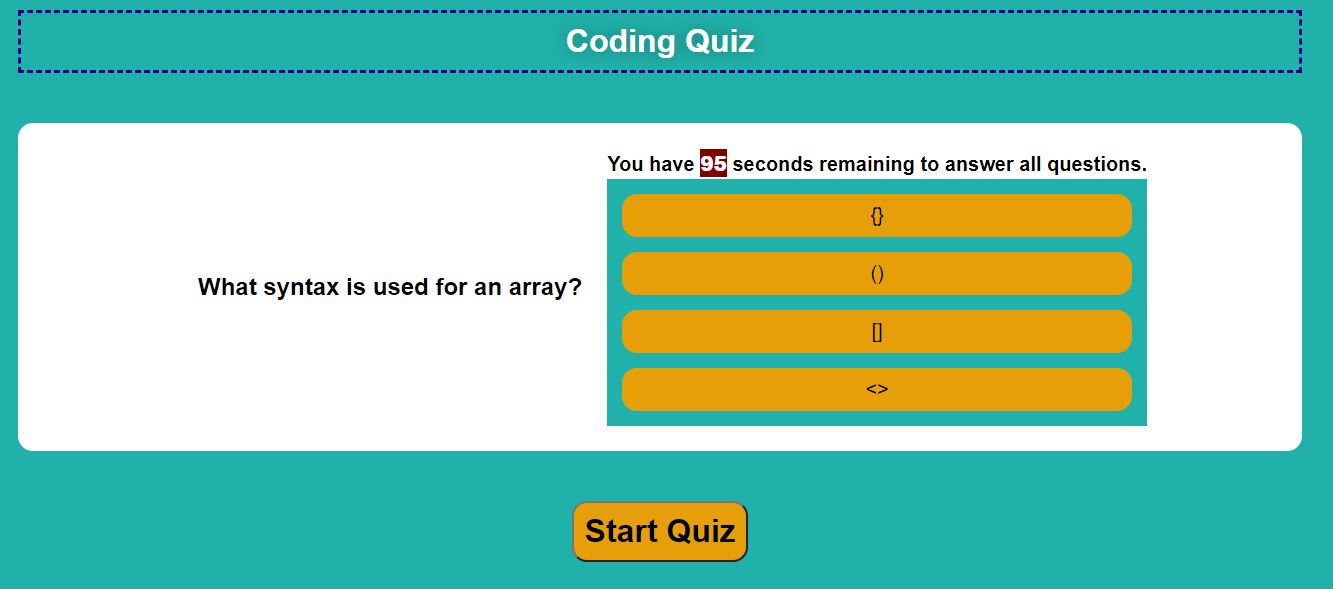 Coding Quiz
You have 95 seconds remaining to answer all questions.
What syntax is used for an array?
{}
()
[]
<>
Start Quiz